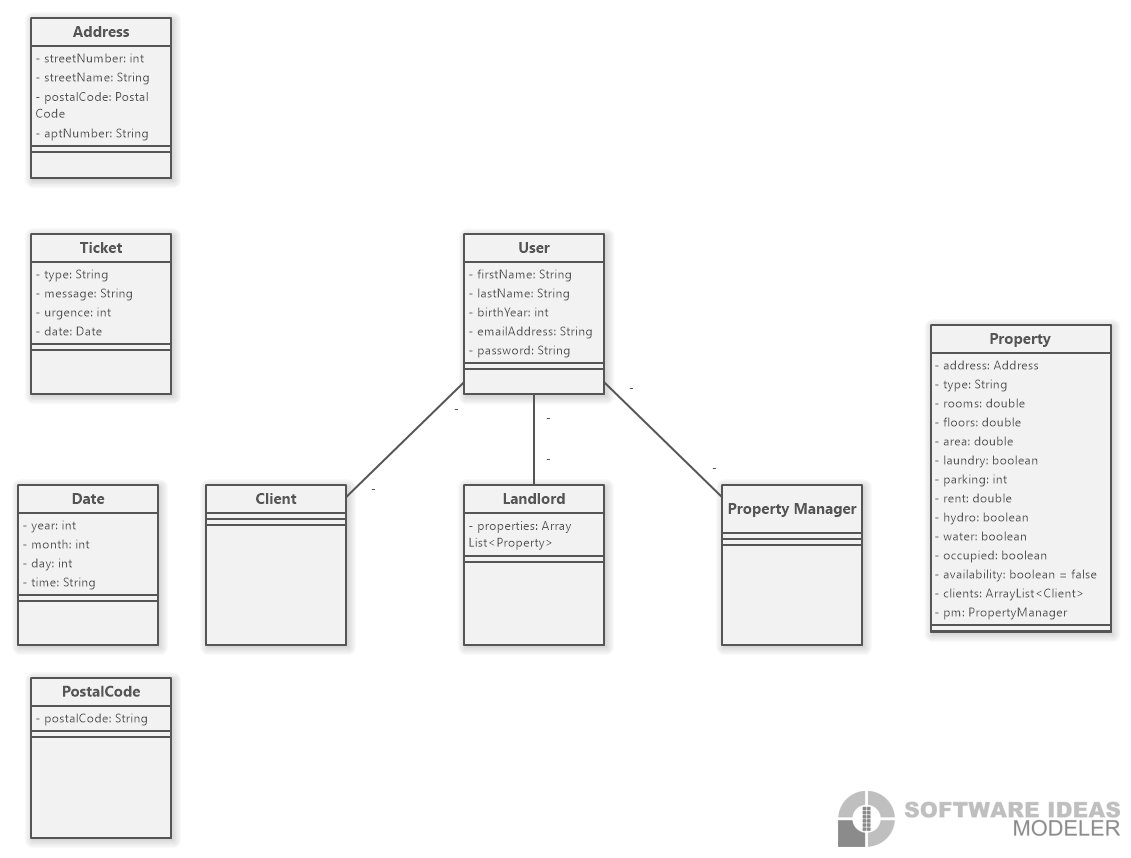 Address
- streetNumber: int
- streetName: String
- postalCode: Postal
Code
- aptNumber: String
Ticket
- type: String
- message: String
- urgence: int
- date: Date
User
- firstName: String
- lastName: String
- birthYear: int
- emailAddress: String
- password: String
Property
- address: Address
- type: String
- rooms: double
- floors: double
- area: double
- laundry: boolean
- parking: int
- rent: double
- hydro: boolean
- water: boolean
- occupied: boolean
- availability: boolean = false
- clients: ArrayList<Client>
- pm: PropertyManager
-
-
-
-
-
-
Date
- year: int
- month: int
- day: int
- time: String
Client
Landlord
- properties: Array
List<Property>
Property Manager
PostalCode
- postalCode: String
SOFTWARE IDEAS
MODELER